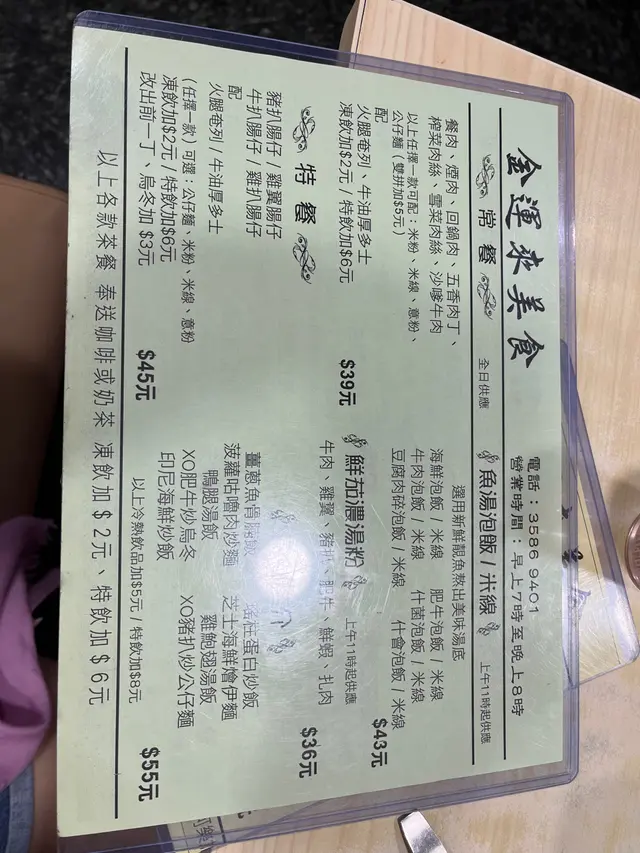 金運來美食
電話：3586 9401
營業時間：早上7時至晚上8時
常餐 全日供應
餐肉、煙肉、回鍋肉、五香肉丁、
榨菜肉絲、雪菜肉絲、沙嗲牛肉
以上任擇一款可配：米粉、米線、意粉、
公仔麵（雙拼加$5元）
配
火腿奄列、牛油厚多士
凍飲加$2元 / 特飲加$6元
$39元
特餐
豬扒腸仔 / 雞翼腸仔
牛扒腸仔 / 雞扒腸仔
配
火腿奄列 / 牛油厚多士
(任擇一款) 可選：公仔麵、米粉、米線、意粉
凍飲加$2元 / 特飲加$6元
改出前一丁、烏冬加 $3元
$45元
魚湯泡飯 / 米線 上午11時起供應
選用新鮮靚魚熬出美味湯底
海鮮泡飯 / 米線 肥牛泡飯 / 米線
牛肉泡飯 / 米線 什菌泡飯 / 米線
豆腐肉碎泡飯 / 米線 什會泡飯 / 米線
$43元
鮮茄濃湯粉 上午11時起供應
牛肉、雞翼、豬扒、肥牛、鮮蝦、扎肉
$36元
薑蔥魚骨腩飯 瑤柱蛋白炒飯
菠蘿咕嚕肉炒麵 芝士海鮮檜伊麵
鴨腿湯飯 雞鮑翅湯飯
XO肥牛炒烏冬 XO豬扒炒公仔麵
印尼海鮮炒飯
$55元
以上冷熱飲品加$5元 / 特飲加$8元
以上各款茶餐 奉送咖啡或奶茶 凍飲加$2元、特飲加$6元